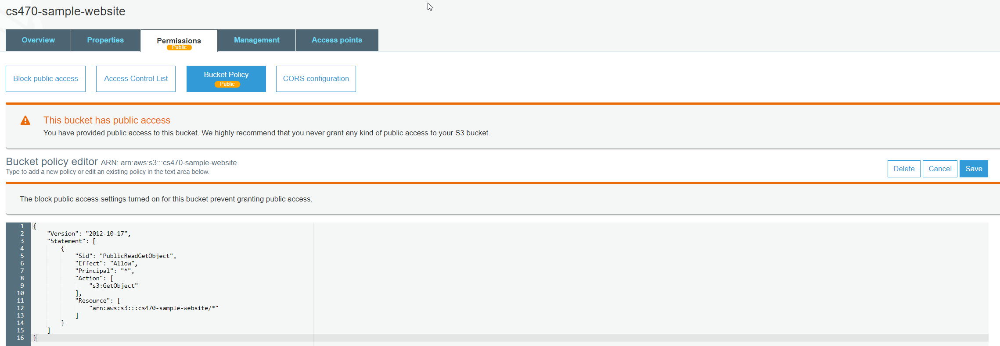 cs470-sample-website
Overview Properties Permissions Management Access points
Public
Block public access Access Control List Bucket Policy CORS configuration
Public
This bucket has public access
You have provided public access to this bucket. We highly recommend that you never grant any kind of public access to your S3 bucket.
Bucket policy editor ARN: arn:aws:s3:::cs470-sample-website
Type to add a new policy or edit an existing policy in the text area below.
Delete Cancel Save
The block public access settings turned on for this bucket prevent granting public access.
1 {
2 "Version": "2012-10-17",
3 "Statement": [
4 {
5 "Sid": "PublicReadGetObject",
6 "Effect": "Allow",
7 "Principal": "*",
8 "Action": [
9 "s3:GetObject"
10 ],
11 "Resource": [
12 "arn:aws:s3:::cs470-sample-website/*"
13 ]
14 }
15 ]
16 }